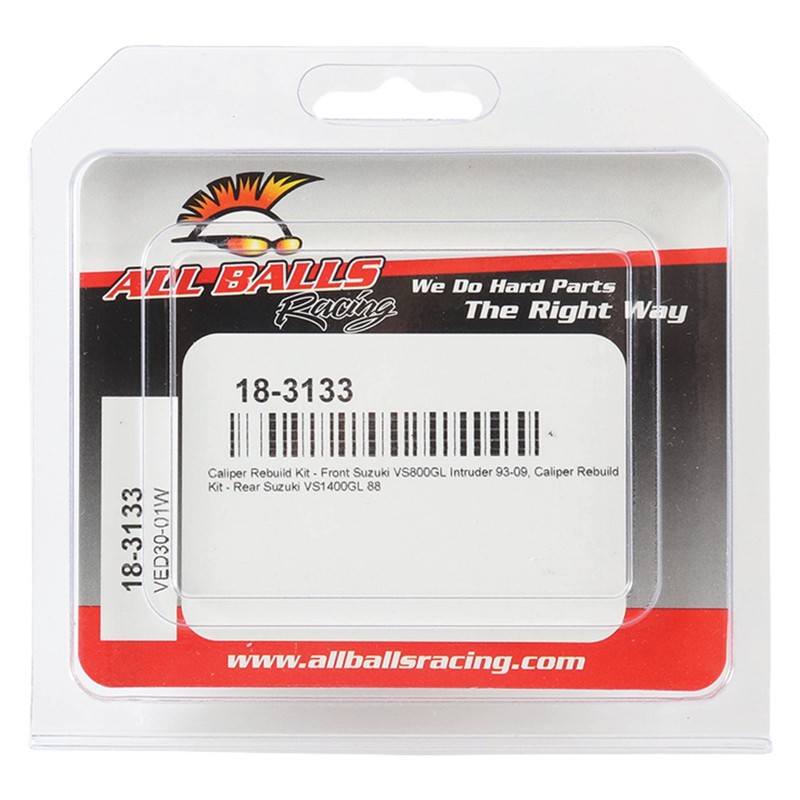 ALL BALLS
Racing
We Do Hard Parts
The Right Way
18-3133
Caliper Rebuild Kit - Front Suzuki VS800GL Intruder 93-09, Caliper Rebuild
Kit - Rear Suzuki VS1400GL 88
18-3133
VED30-01W
www.allballsracing.com